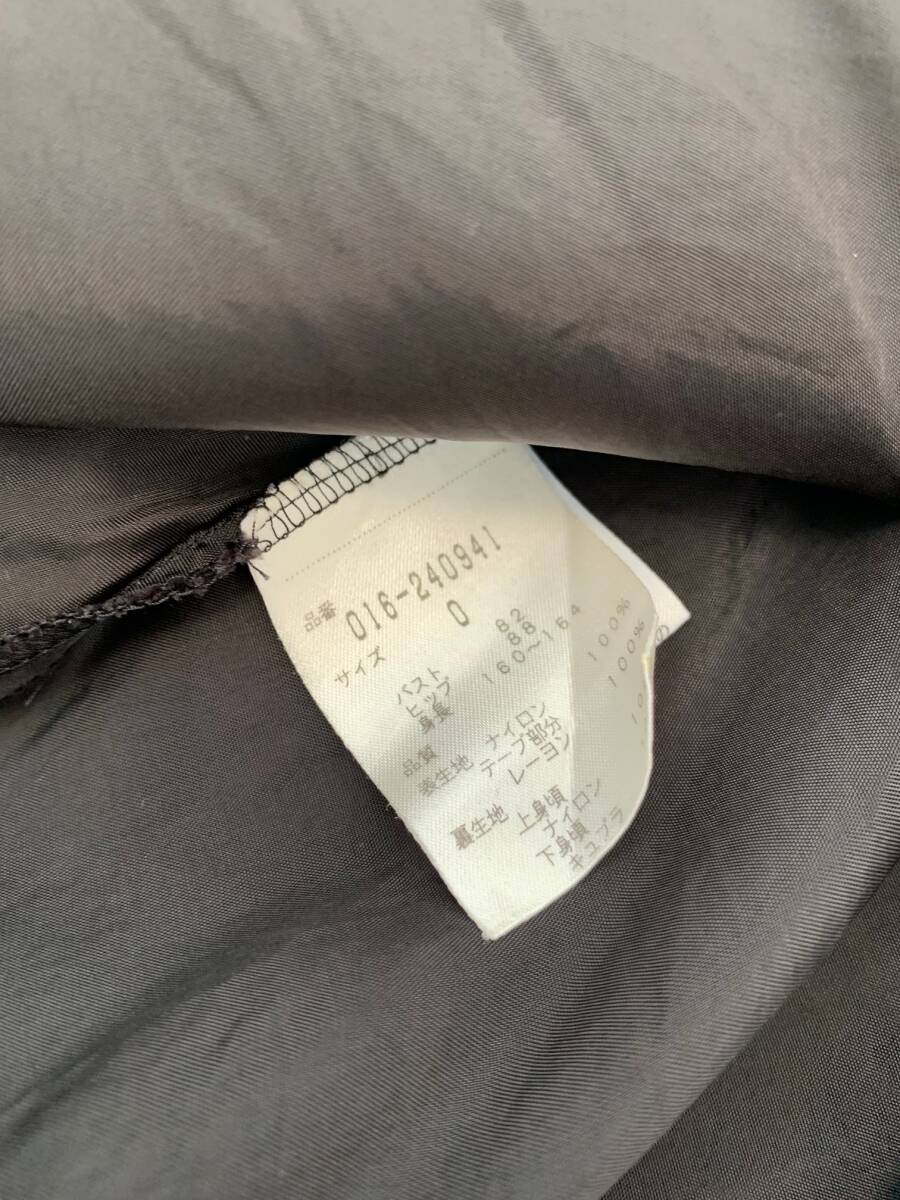 品番 016-240941
サイズ 0
バスト 82
ヒップ 88
身長 160～164
品質
表生地 ナイロン 100%
テープ部分
レーヨン 100%
裏生地 上身頃
ナイロン 10
下身頃
キュプラ
の